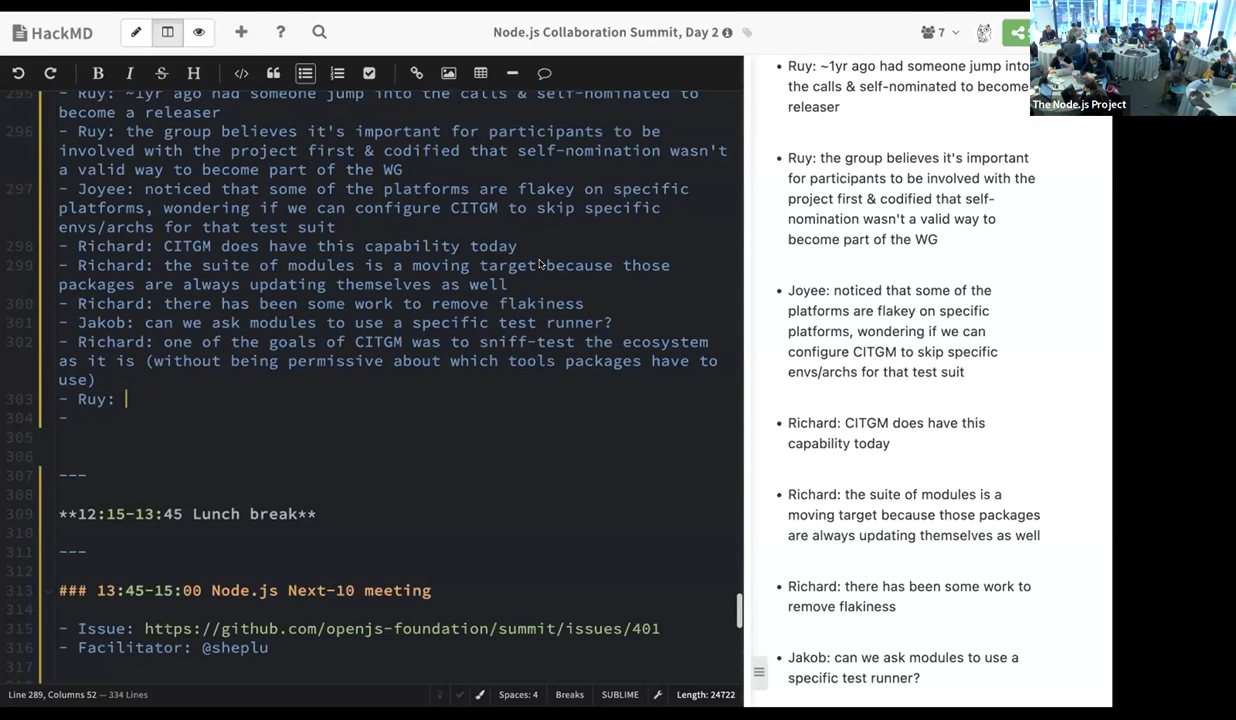 HackMD
Node.js Collaboration Summit, Day 2
7
The Node.js Project
295 - Ruy: ~1yr ago had someone jump into the calls & self-nominated to
become a releaser
296 - Ruy: the group believes it's important for participants to be
involved with the project first & codified that self-nomination wasn't
a valid way to become part of the WG
297 - Joyee: noticed that some of the platforms are flakey on specific
platforms, wondering if we can configure CITGM to skip specific
envs/archs for that test suit
298 - Richard: CITGM does have this capability today
299 - Richard: the suite of modules is a moving target because those
packages are always updating themselves as well
300 - Richard: there has been some work to remove flakiness
301 - Jakob: can we ask modules to use a specific test runner?
302 - Richard: one of the goals of CITGM was to sniff-test the ecosystem
as it is (without being permissive about which tools packages have to
use)
303 - Ruy:
304 -
305
306
307 ---
308
309 **12:15-13:45 Lunch break**
310
311 ---
312
313 ### 13:45-15:00 Node.js Next-10 meeting
314
315 - Issue: https://github.com/openjs-foundation/summit/issues/401
316 - Facilitator: @sheplu
317
Line 289, Columns 52 — 334 Lines
Spaces: 4
Breaks
SUBLIME
Length: 24722
• Ruy: ~1yr ago had someone jump into
the calls & self-nominated to become
releaser
• Ruy: the group believes it's important
for participants to be involved with the
project first & codified that self-
nomination wasn't a valid way to
become part of the WG
• Joyee: noticed that some of the
platforms are flakey on specific
platforms, wondering if we can
configure CITGM to skip specific
envs/archs for that test suit
• Richard: CITGM does have this
capability today
• Richard: the suite of modules is a
moving target because those packages
are always updating themselves as well
• Richard: there has been some work to
remove flakiness
• Jakob: can we ask modules to use a
specific test runner?